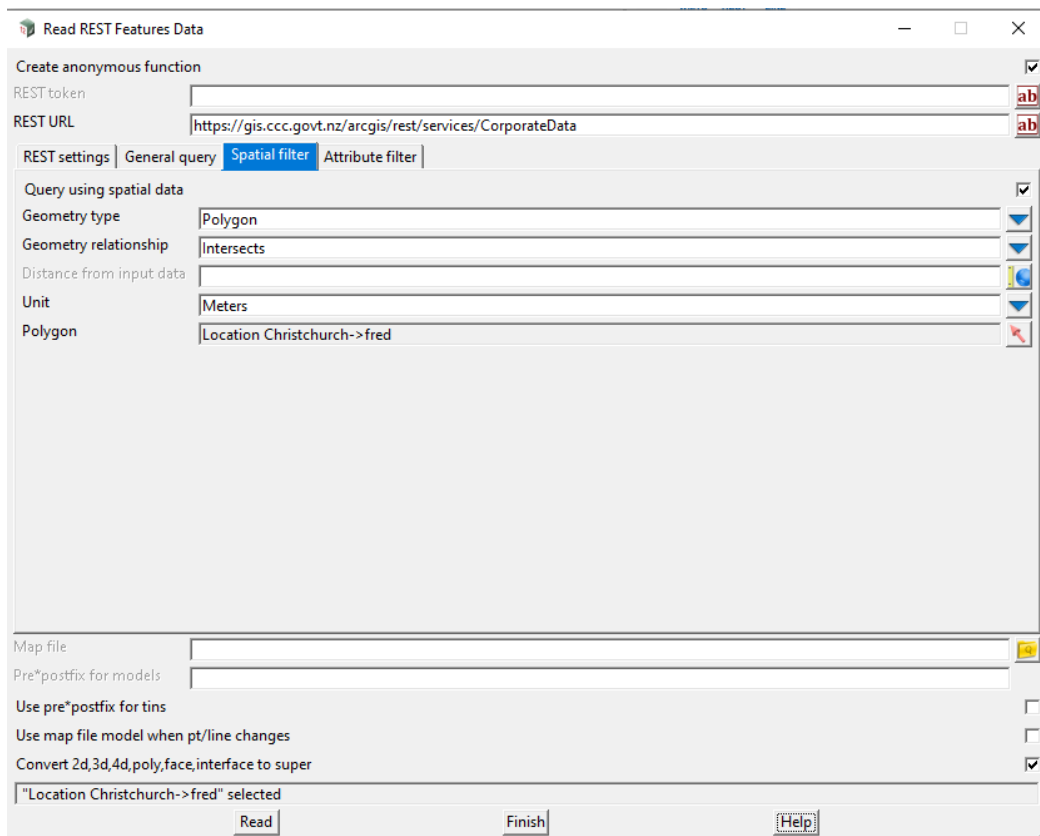 Read REST Features Data
Create anonymous function
REST token
ab
REST URL https://gis.ccc.govt.nz/arcgis/rest/services/CorporateData ab
REST settings General query Spatial filter Attribute filter
Query using spatial data
Geometry type Polygon
Geometry relationship Intersects
Distance from input data
Unit Meters
Polygon Location Christchurch->fred
Map file
Pre*postfix for models
Use pre*postfix for tins
Use map file model when pt/line changes
Convert 2d,3d,4d,poly,face,interface to super
"Location Christchurch->fred" selected
Read Finish Help